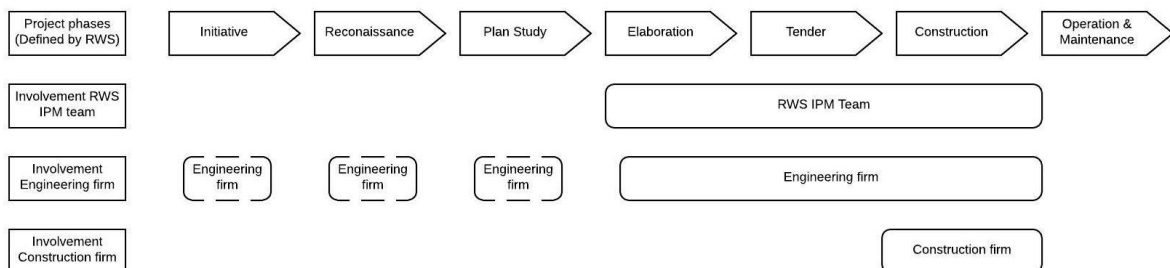 Project phases
(Defined by RWS)
Initiative
Reconaissance
Plan Study
Elaboration
Tender
Construction
Operation &
Maintenance
Involvement RWS
IPM team
RWS IPM Team
Involvement
Engineering firm
Engineering
firm
Engineering
firm
Engineering
firm
Engineering firm
Involvement
Construction firm
Construction firm